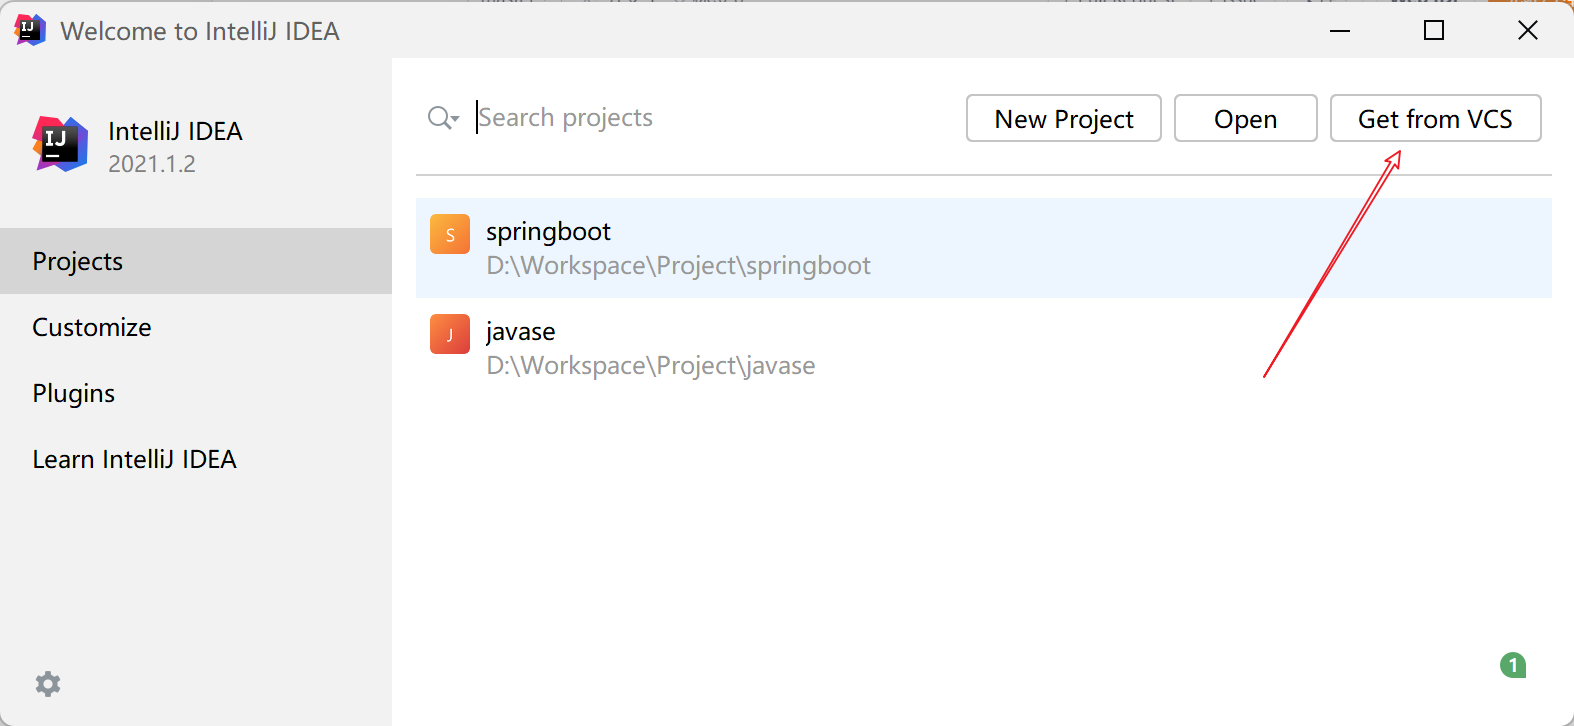 Welcome to IntelliJ IDEA
IJ
IntelliJ IDEA
2021.1.2
Search projects
New Project
Open
Get from VCS
Projects
Customize
Plugins
Learn IntelliJ IDEA
S
springboot
D:\Workspace\Project\springboot
J
javase
D:\Workspace\Project\javase
1